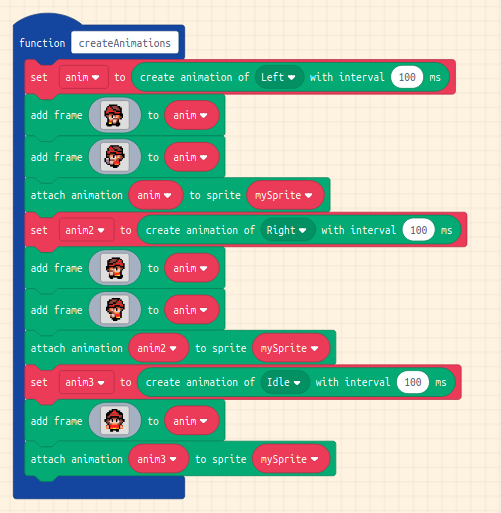 function createAnimations
set anim to create animation of Left with interval 100 ms
add frame to anim
add frame to anim
attach animation anim to sprite mySprite
set anim2 to create animation of Right with interval 100 ms
add frame to anim
add frame to anim
attach animation anim2 to sprite mySprite
set anim3 to create animation of Idle with interval 100 ms
add frame to anim
attach animation anim3 to sprite mySprite